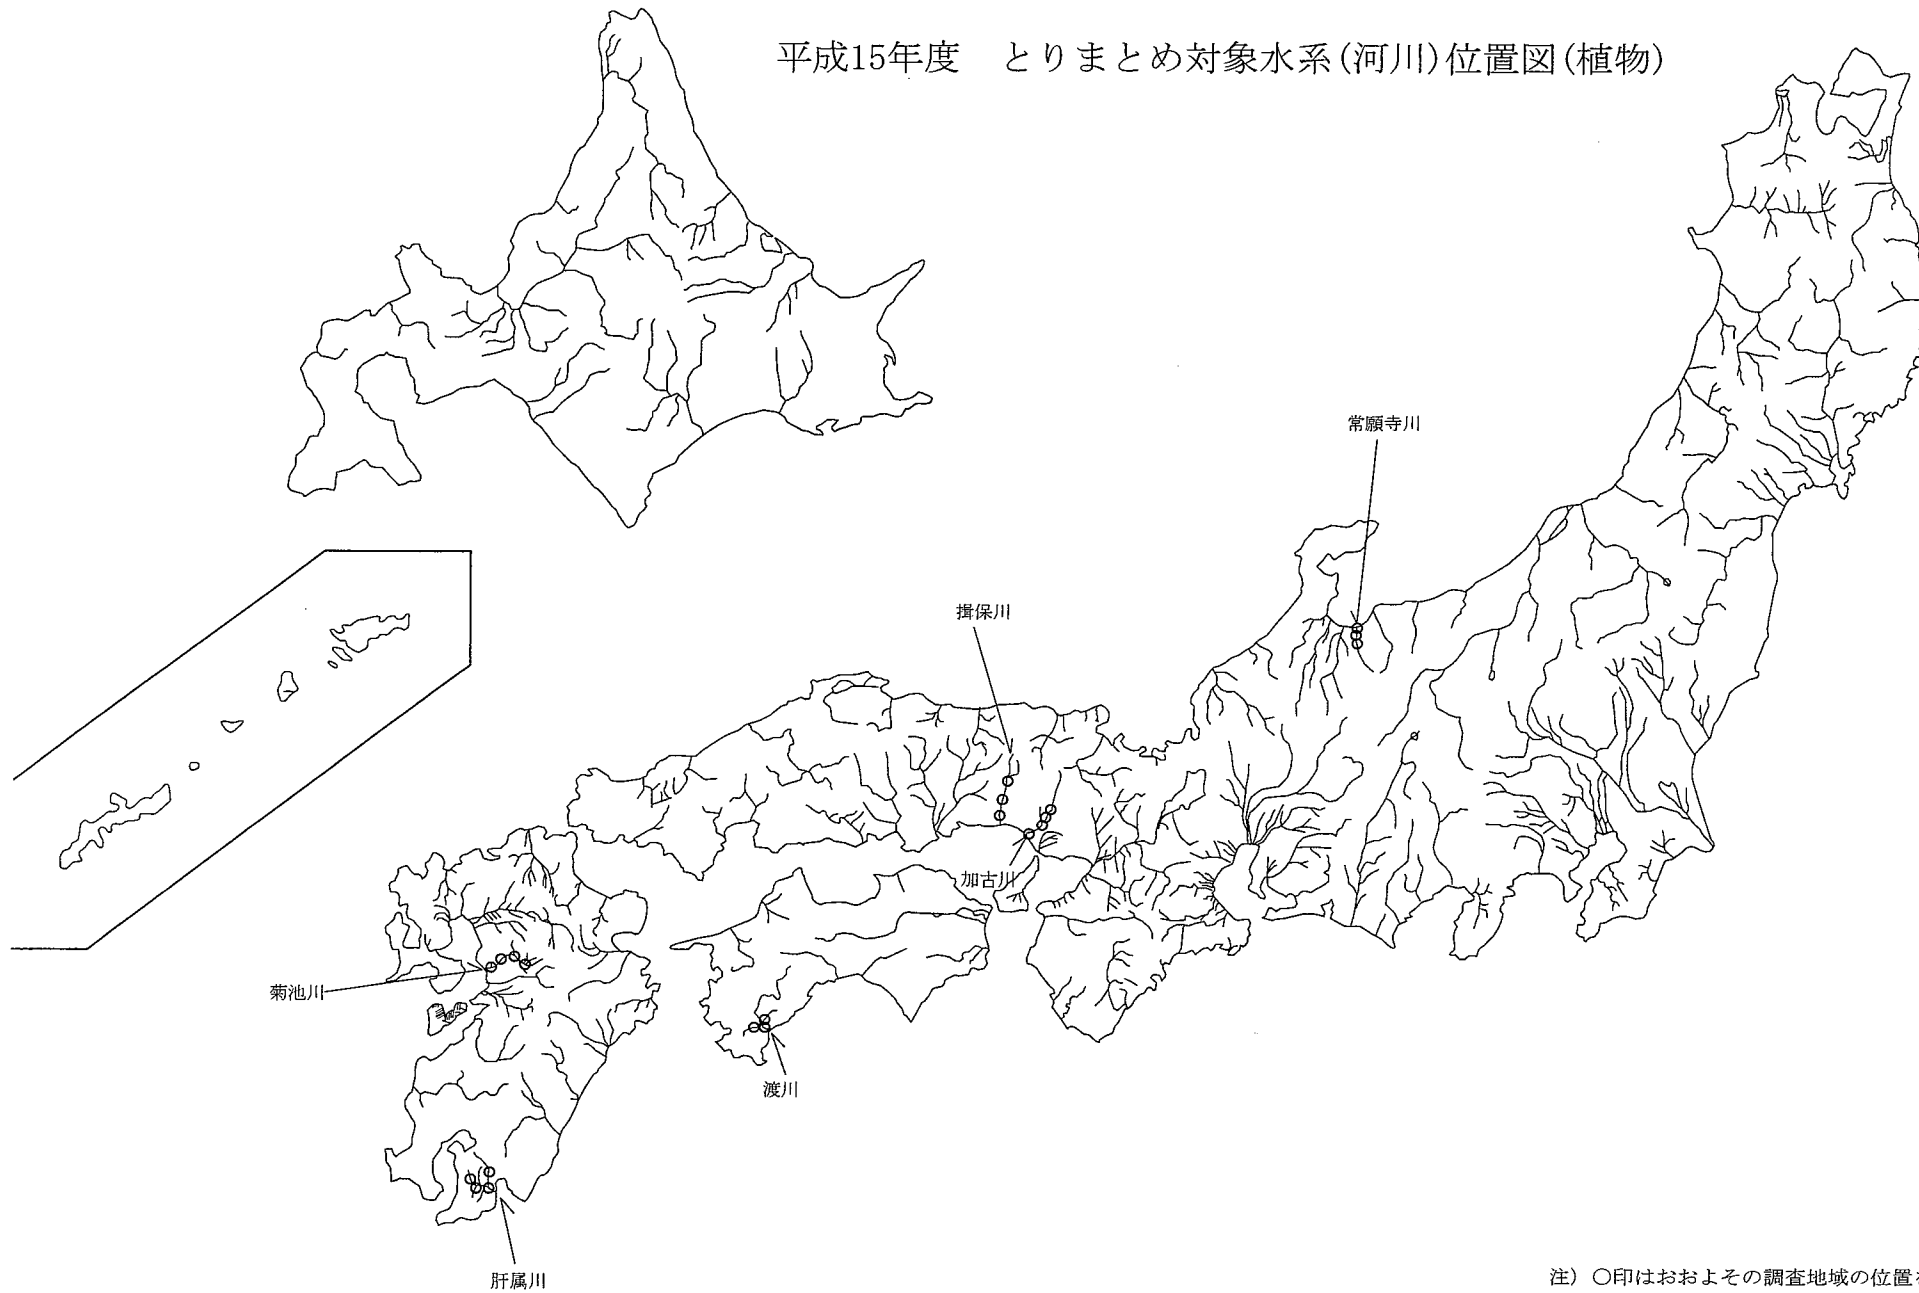 平成15年度　とりまとめ対象水系(河川)位置図(植物)
常願寺川
揖保川
加古川
菊池川
渡川
肝属川
注）○印はおおよその調査地域の位置